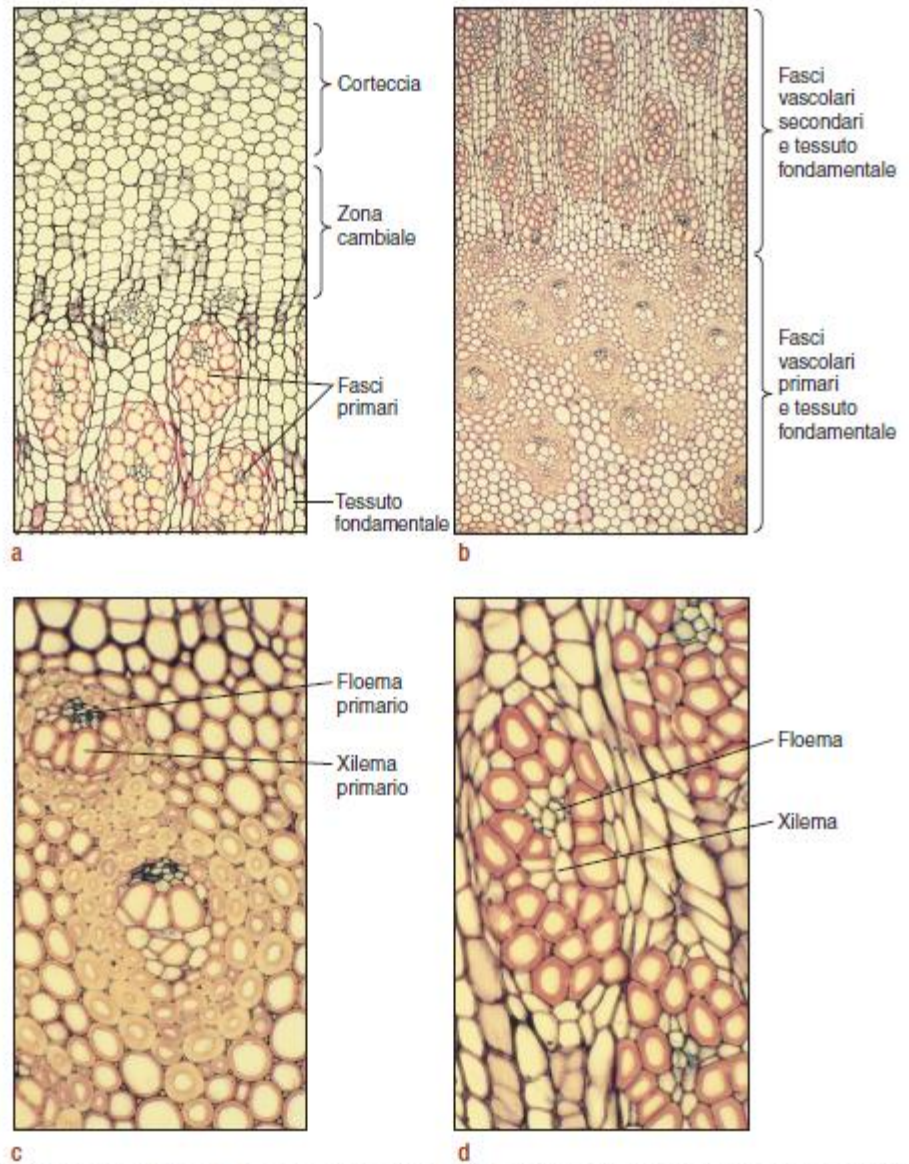 Corteccia
Zona
cambiale
Fasci
primari
Tessuto
fondamentale
a
Fasci
vascolari
secondari
e tessuto
fondamentale
Fasci
vascolari
primari
e tessuto
fondamentale
b
Floema
primario
Xilema
primario
c
Floema
Xilema
d